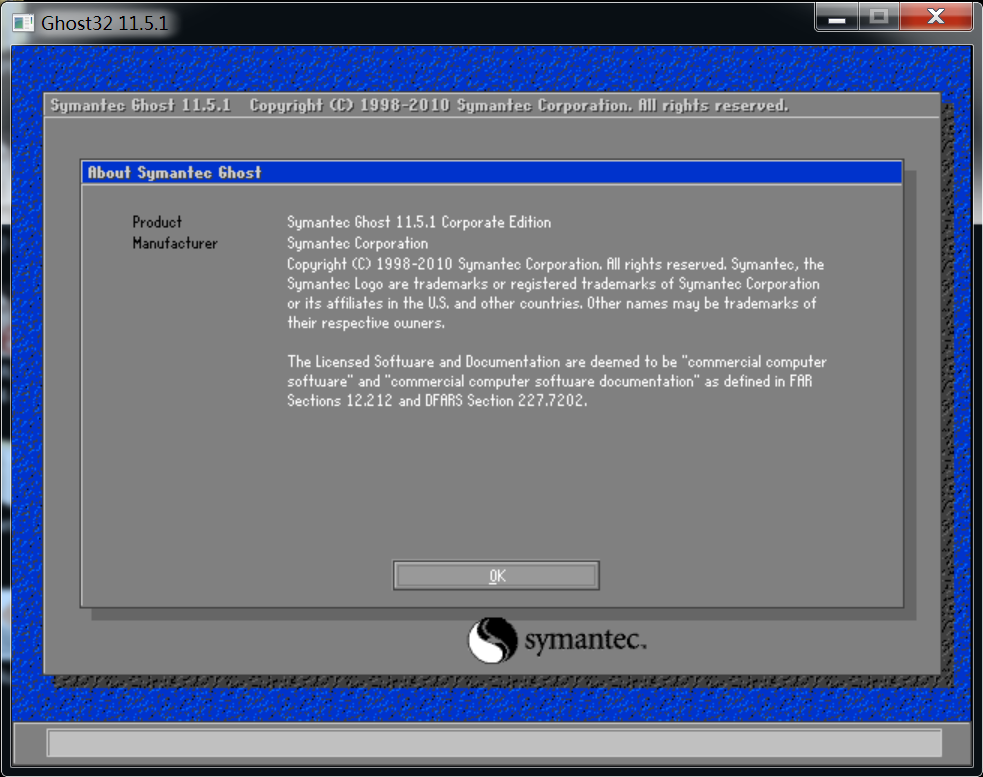 Ghost32 11.5.1
Symantec Ghost 11.5.1 Copyright (C) 1998-2010 Symantec Corporation. All rights reserved.
About Symantec Ghost
Product Symantec Ghost 11.5.1 Corporate Edition
Manufacturer Symantec Corporation
Copyright (C) 1998-2010 Symantec Corporation. All rights reserved. Symantec, the
Symantec Logo are trademarks or registered trademarks of Symantec Corporation
or its affiliates in the U.S. and other countries. Other names may be trademarks of
their respective owners.
The Licensed Software and Documentation are deemed to be "commercial computer
software" and "commercial computer software documentation" as defined in FAR
Sections 12.212 and DFARS Section 227.7202.
OK
symantec.